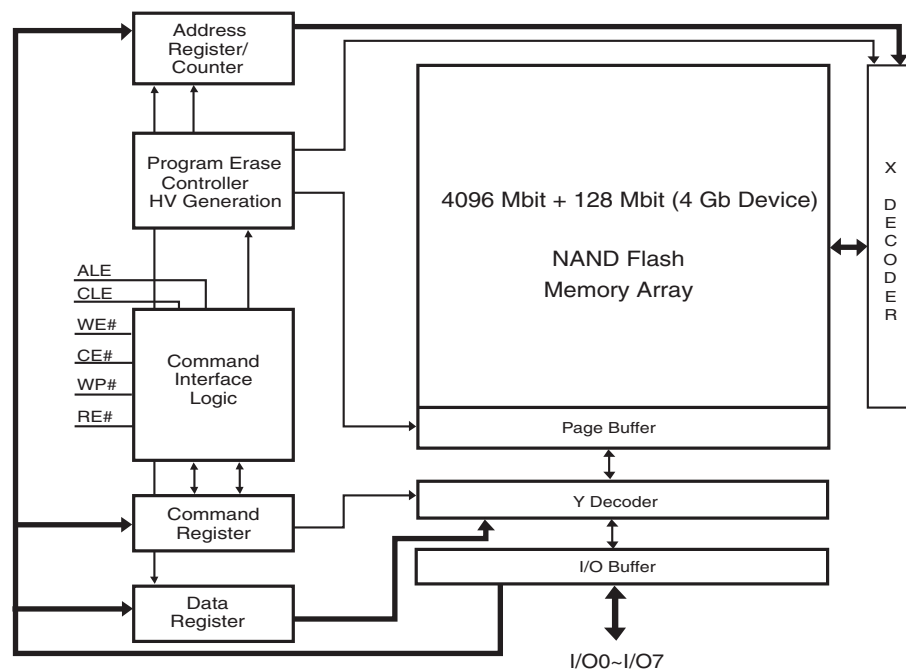 Address
Register/
Counter
Program Erase
Controller
HV Generation
ALE
CLE
WE#
CE#
WP#
RE#
Command
Interface
Logic
Command
Register
Data
Register
4096 Mbit + 128 Mbit (4 Gb Device)
NAND Flash
Memory Array
Page Buffer
Y Decoder
I/O Buffer
I/O0~I/O7
X
D
E
C
O
D
E
R